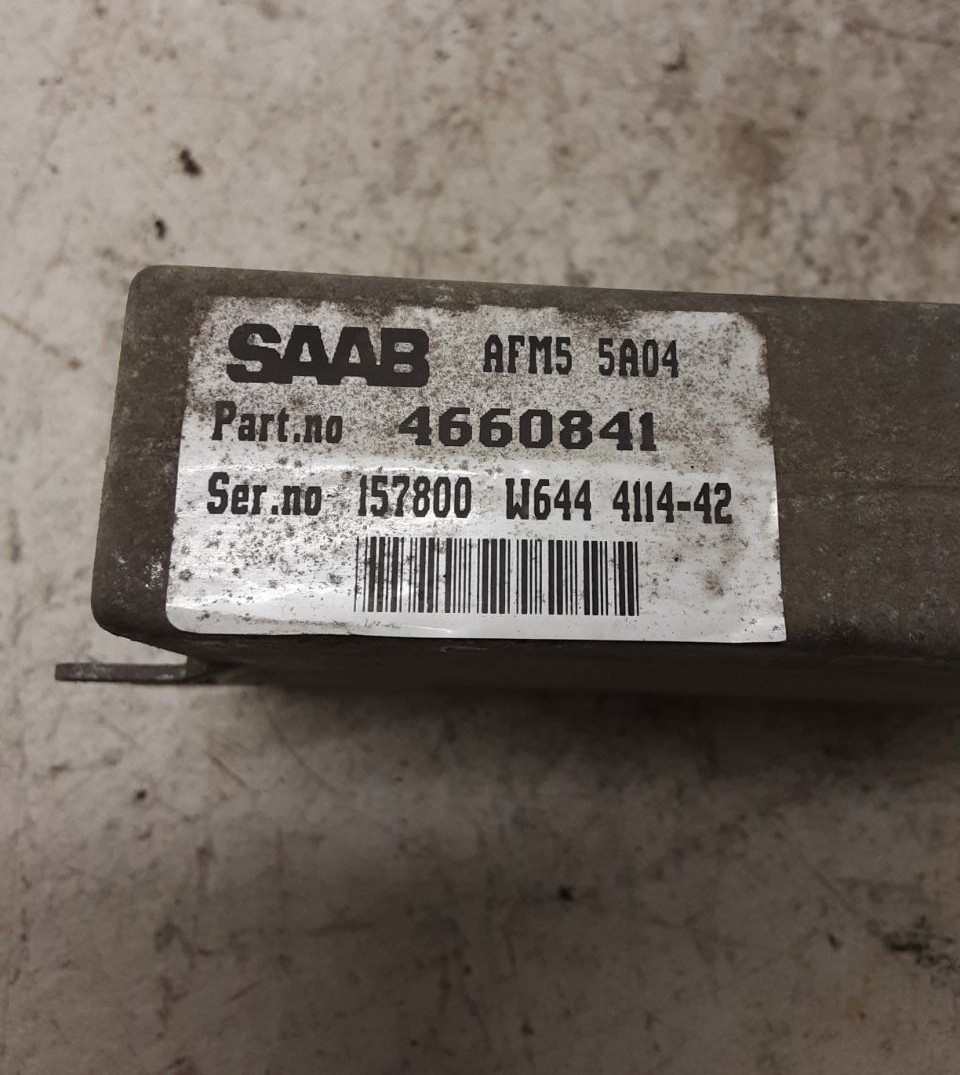 SAAB AFM5 5A04
Part.no 4660841
Ser.no 157800 W644 4114-42